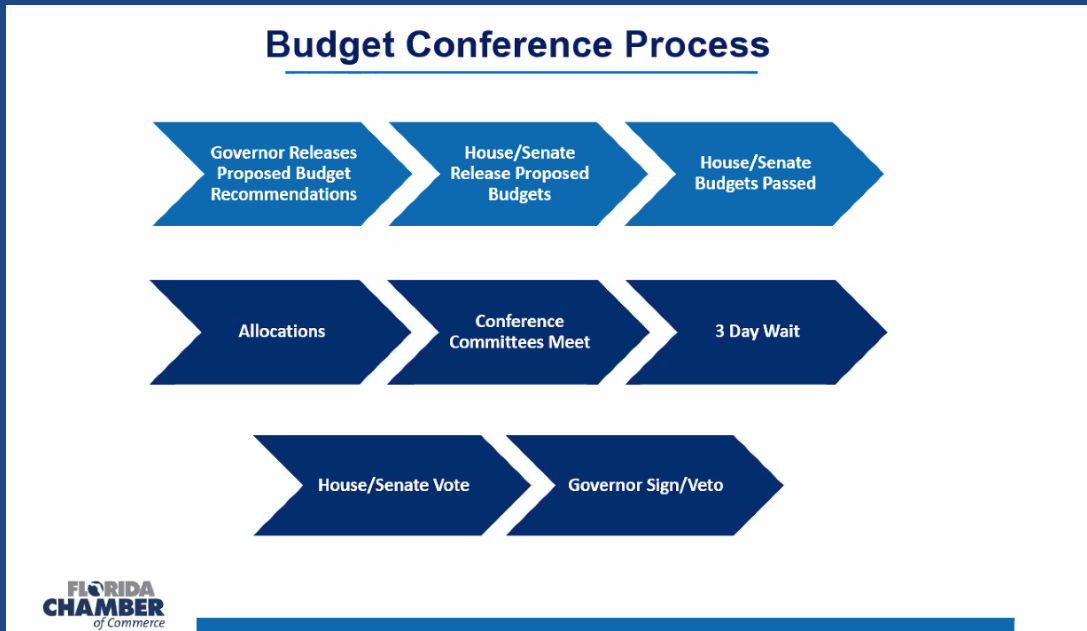 Budget Conference Process
Governor Releases
Proposed Budget
Recommendations
House/Senate
Release Proposed
Budgets
House/Senate
Budgets Passed
Allocations
Conference
Committees Meet
3 Day Wait
House/Senate Vote
Governor Sign/Veto
FLORIDA
CHAMBER
of Commerce